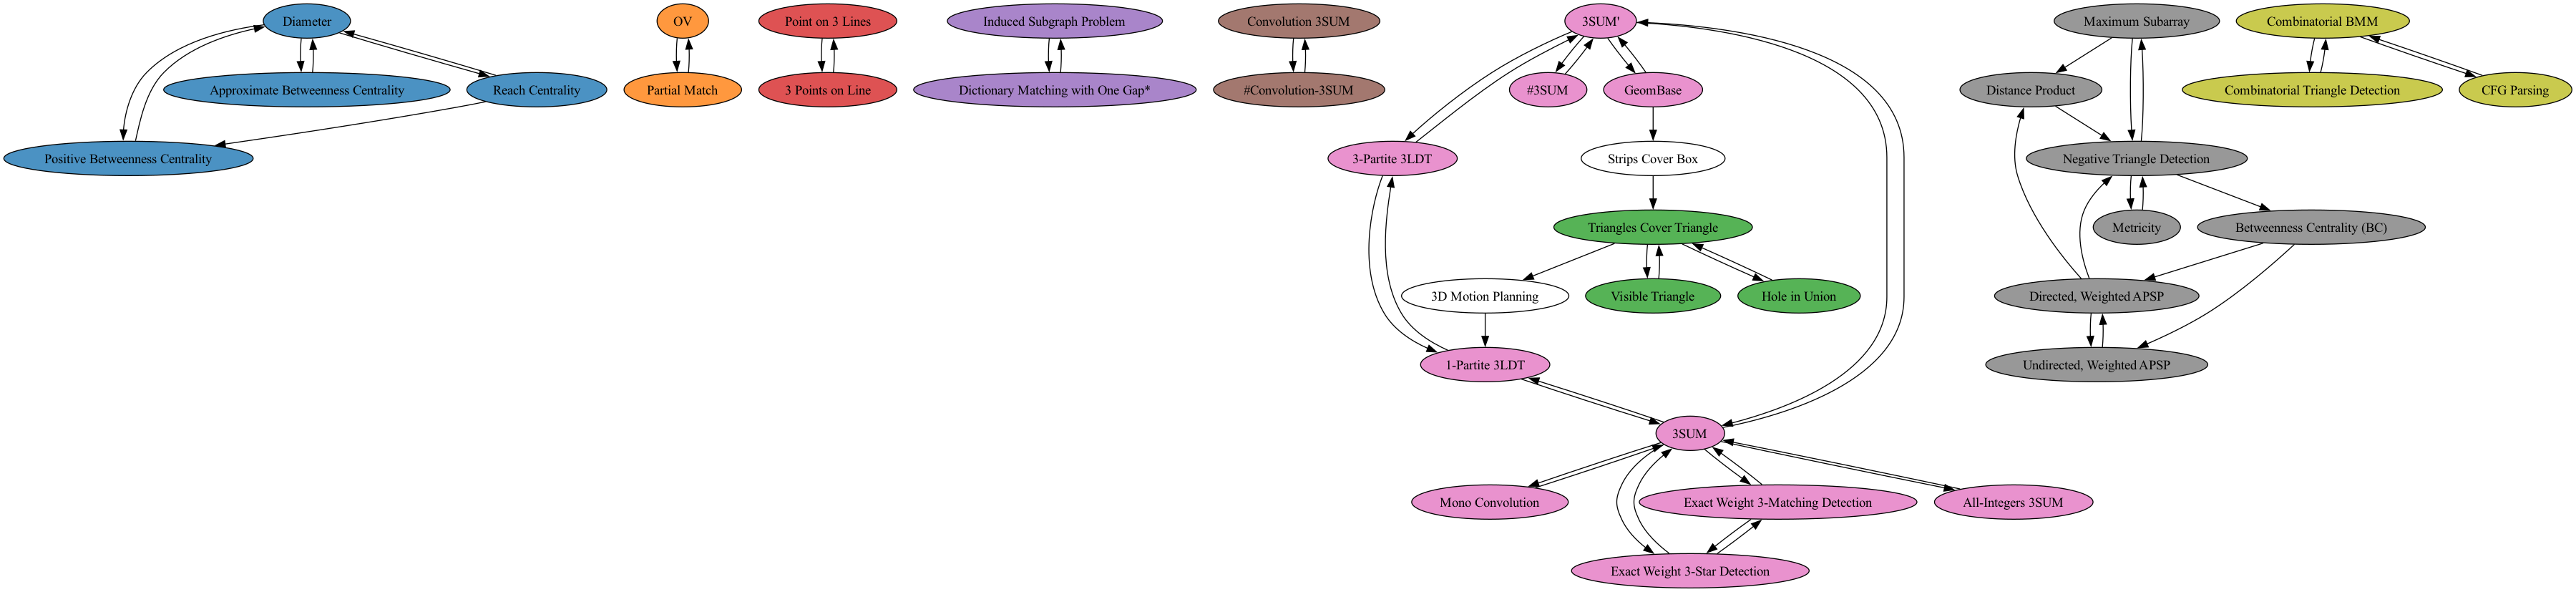 Diameter
OV
Point on 3 Lines
Induced Subgraph Problem
Convolution 3SUM
3SUM'
Maximum Subarray
Combinatorial BMM
Approximate Betweenness Centrality
Reach Centrality
Partial Match
3 Points on Line
Dictionary Matching with One Gap*
#Convolution-3SUM
#3SUM
GeomBase
Distance Product
Combinatorial Triangle Detection
CFG Parsing
Positive Betweenness Centrality
3-Partite 3LDT
Strips Cover Box
Negative Triangle Detection
Triangles Cover Triangle
Metricity
Betweenness Centrality (BC)
3D Motion Planning
Visible Triangle
Hole in Union
Directed, Weighted APSP
1-Partite 3LDT
Undirected, Weighted APSP
3SUM
Mono Convolution
Exact Weight 3-Matching Detection
All-Integers 3SUM
Exact Weight 3-Star Detection